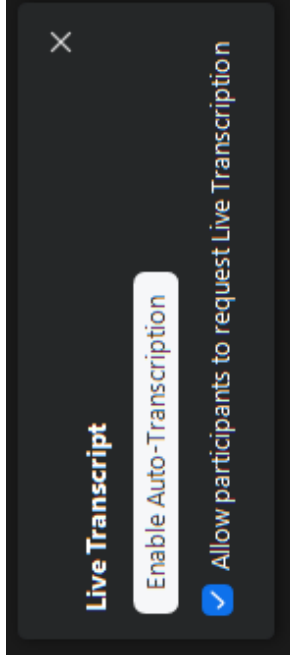 Live Transcript
Enable Auto-Transcription
Allow participants to request Live Transcription